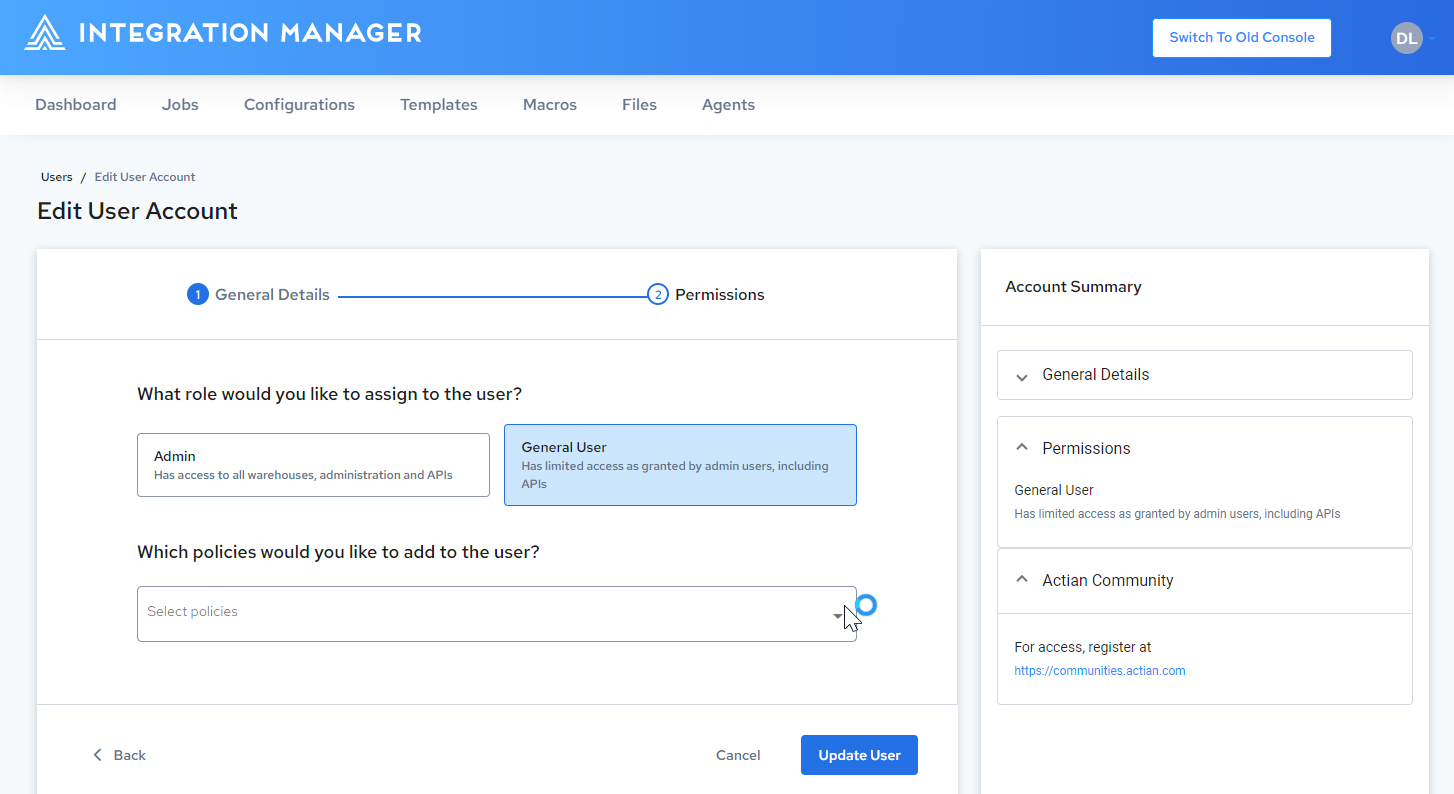 INTEGRATION MANAGER
Switch To Old Console
DL
Dashboard Jobs Configurations Templates Macros Files Agents
Users / Edit User Account
Edit User Account
1 General Details 2 Permissions
What role would you like to assign to the user?
Admin
Has access to all warehouses, administration and APIs
General User
Has limited access as granted by admin users, including
APIs
Which policies would you like to add to the user?
Select policies
Back Cancel Update User
Account Summary
General Details
Permissions
General User
Has limited access as granted by admin users, including APIs
Actian Community
For access, register at
https://communities.actian.com